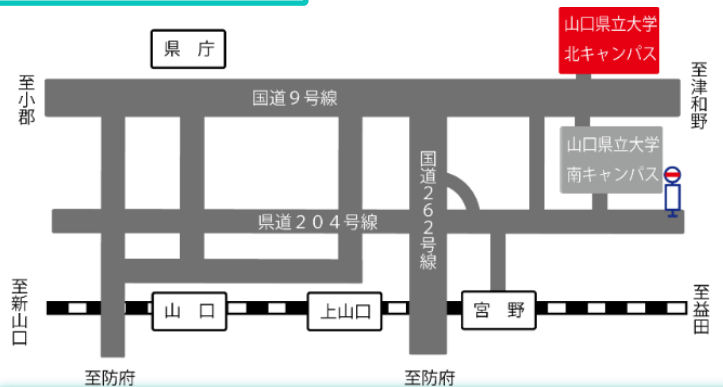 山口県立大学
北キャンパス
県 庁
至小郡
国道9号線
至津和野
山口県立大学
南キャンパス
国道262号線
県道204号線
至新山口
山 口
上山口
宮 野
至益田
至防府
至防府